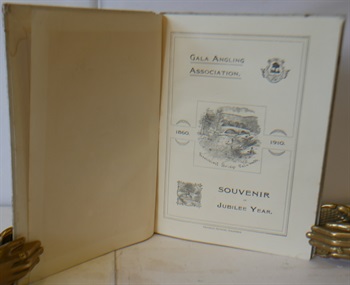 GALA ANGLING
ASSOCIATION.
1860.
1910.
SOUVENIR
JUBILEE YEAR.